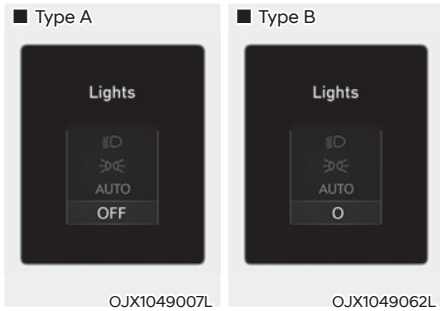 ■ Type A
Lights
AUTO
OFF
OJX1049007L
■ Type B
Lights
AUTO
O
OJX1049062L